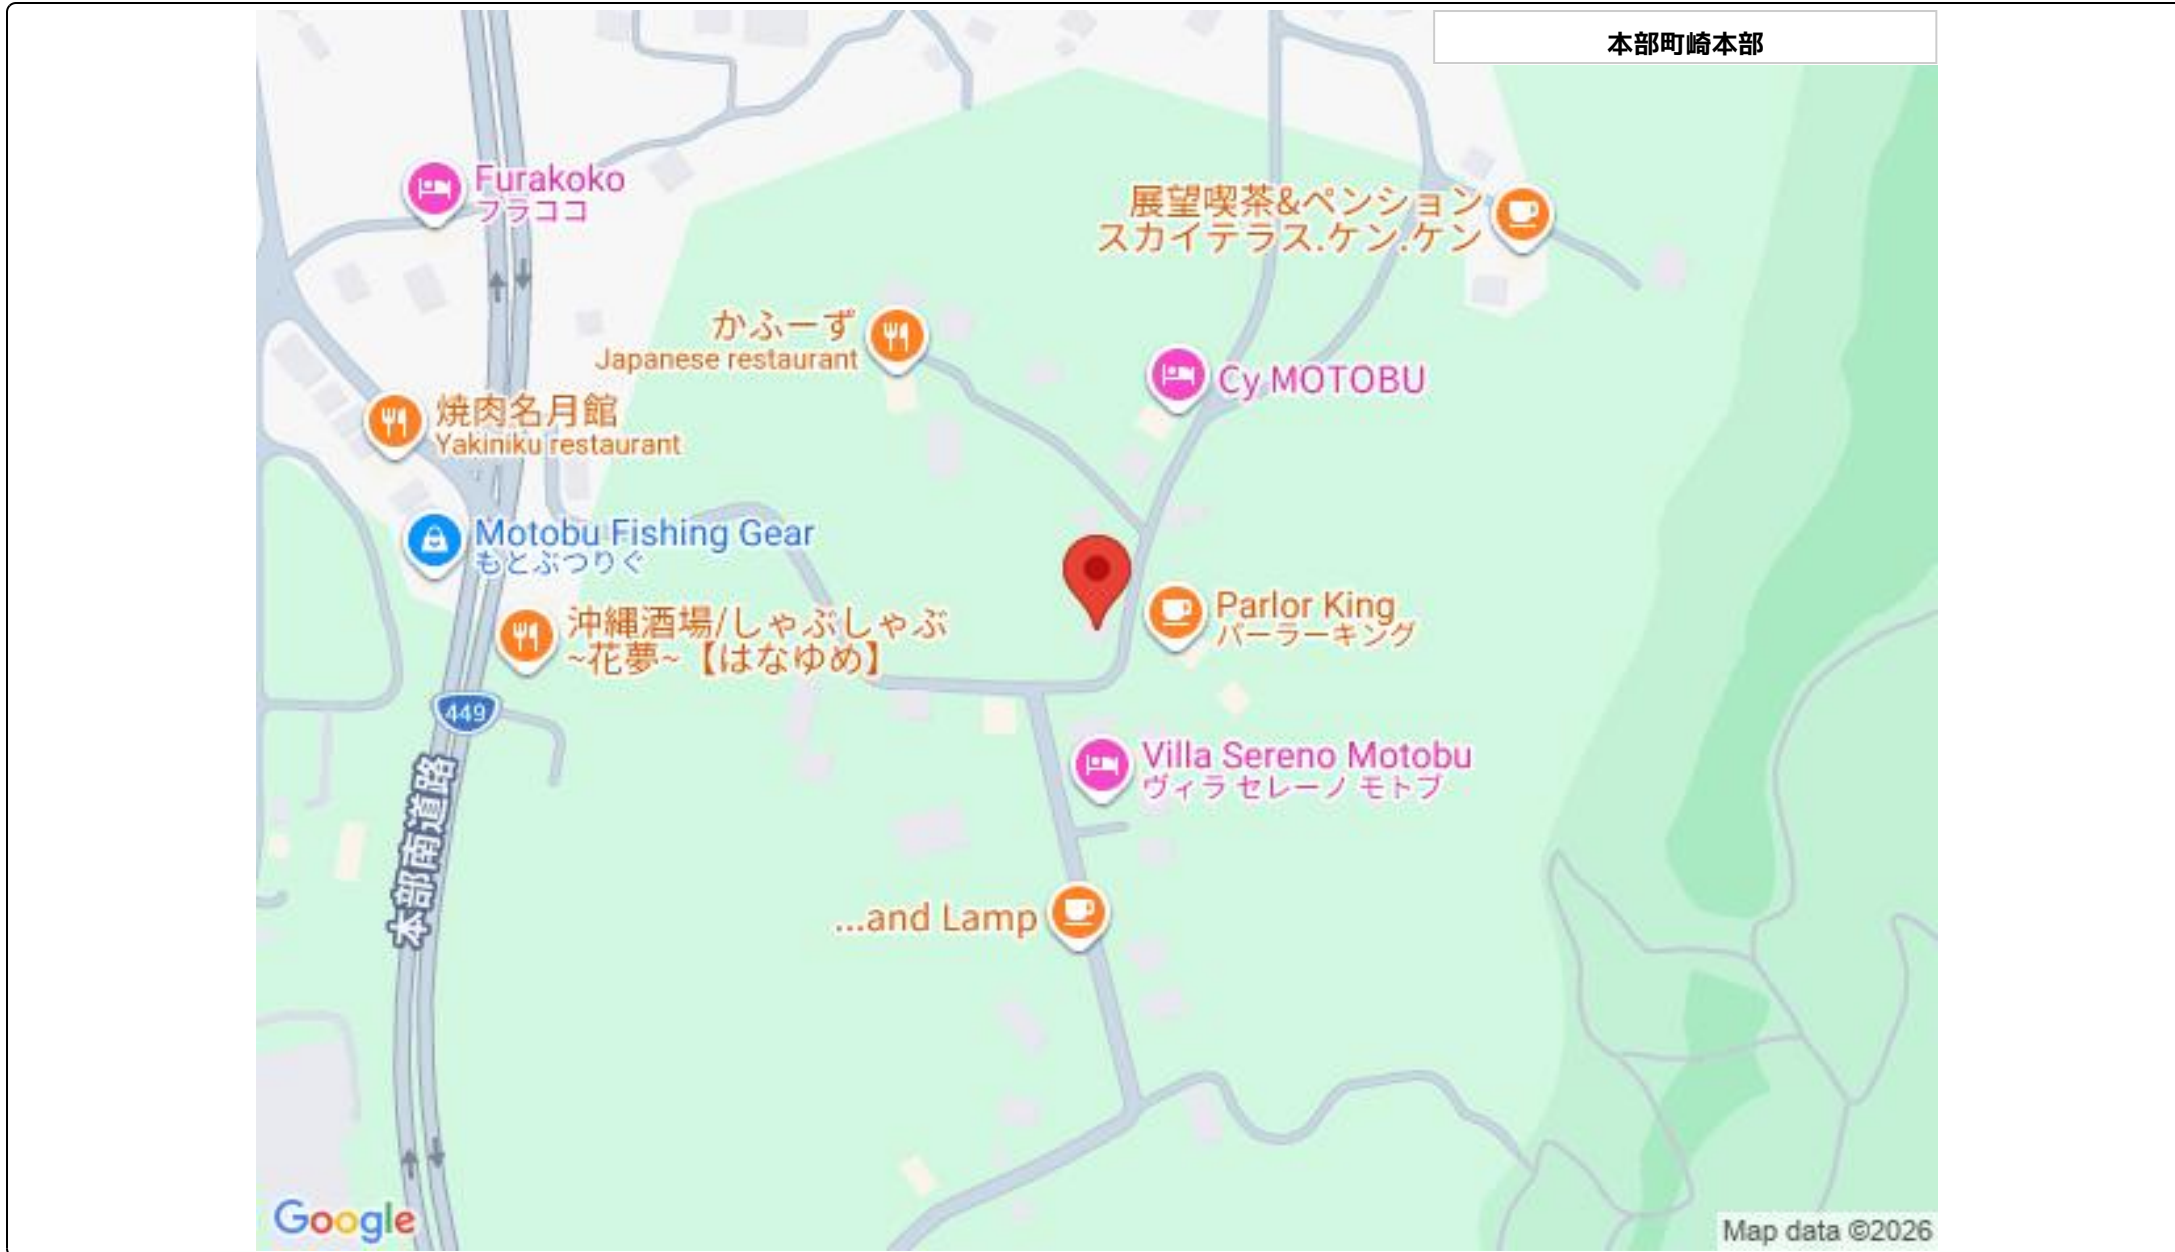 本部町崎本部
Furakoko
フラココ
展望喫茶&ペンション
スカイテラス.ケン.ケン
かふーず
Japanese restaurant
Cy MOTOBU
焼肉名月館
Yakiniku restaurant
Motobu Fishing Gear
もとぶつりぐ
沖縄酒場/しゃぶしゃぶ
~花夢~【はなゆめ】
Parlor King
パーラーキング
449
Villa Sereno Motobu
ヴィラ セレーノ モトブ
本部南道路
...and Lamp
Google
Map data ©2026